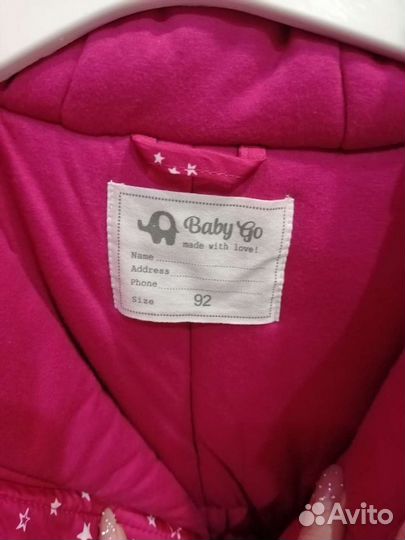 Baby Go
made with love!
Name
Address
Phone
Size 92
Avito